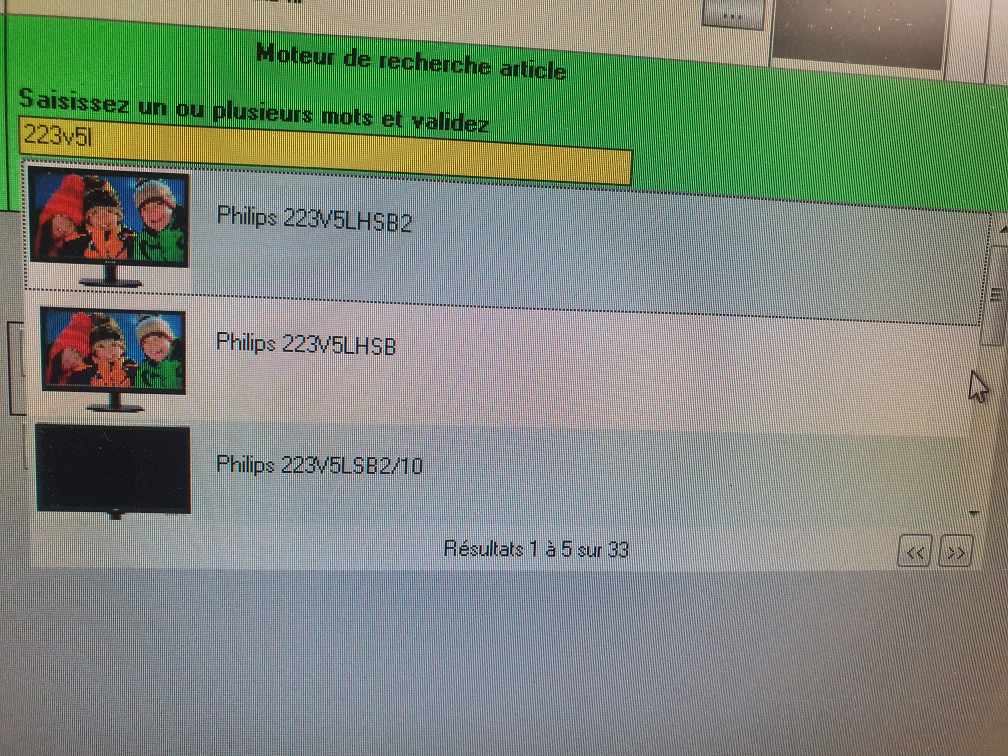 ...
Moteur de recherche article
Saisissez un ou plusieurs mots et validez
223v5l
Philips 223V5LHSB2
Philips 223V5LHSB
Philips 223V5LSB2/10
Résultats 1 à 5 sur 33
<< >>